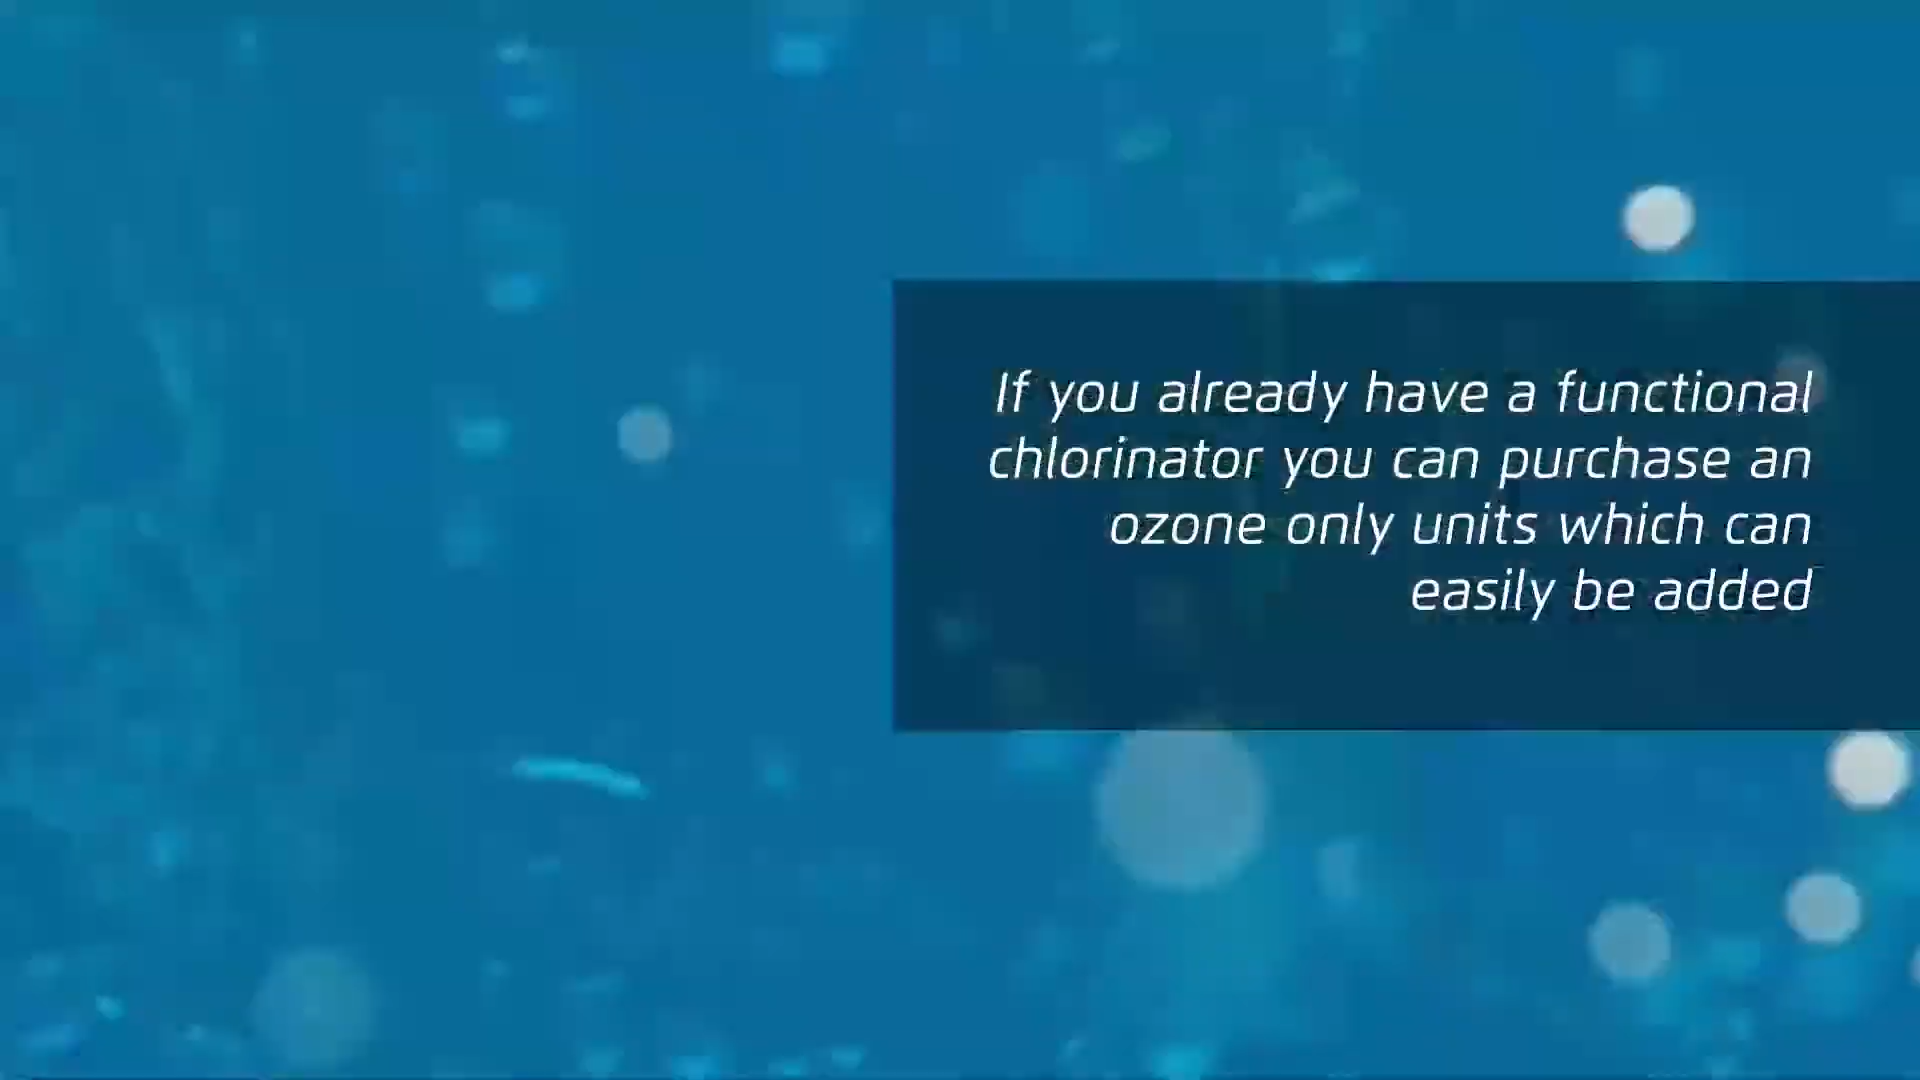 If you already have a functional
chlorinator you can purchase an
ozone only units which can
easily be added